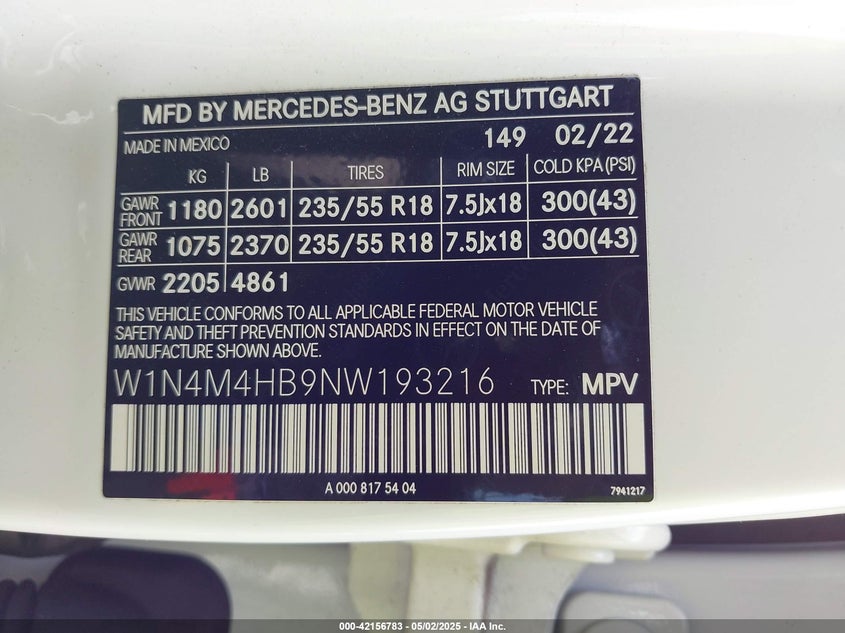 MFD BY MERCEDES-BENZ AG STUTTGART
MADE IN MEXICO 149 02/22
KG LB TIRES RIM SIZE COLD KPA (PSI)
GAWR FRONT 1180 2601 235/55 R18 7.5Jx18 300(43)
GAWR REAR 1075 2370 235/55 R18 7.5Jx18 300(43)
GVWR 2205 4861
THIS VEHICLE CONFORMS TO ALL APPLICABLE FEDERAL MOTOR VEHICLE
SAFETY AND THEFT PREVENTION STANDARDS IN EFFECT ON THE DATE OF
MANUFACTURE SHOWN ABOVE.
W1N4M4HB9NW193216 TYPE: MPV
A 000 817 54 04 7941217
000-42156783 - 05/02/2025 - IAA Inc.